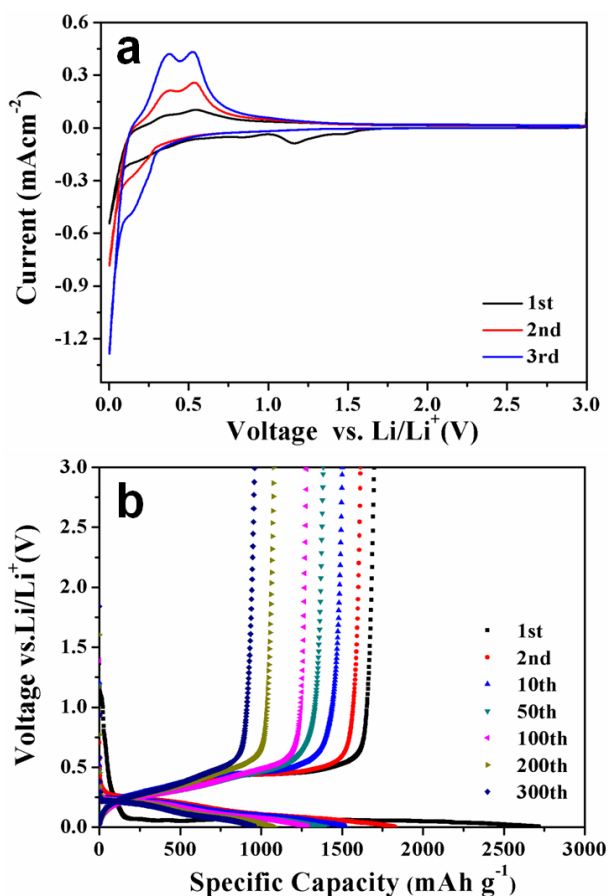 a
0.6
0.3
0.0
-0.3
-0.6
-0.9
-1.2
Current (mAcm⁻²)
1st
2nd
3rd
0.0 0.5 1.0 1.5 2.0 2.5 3.0
Voltage vs. Li/Li⁺(V)
b
3.0
2.5
2.0
1.5
1.0
0.5
0.0
Voltage vs.Li/Li⁺(V)
1st
2nd
10th
50th
100th
200th
300th
0 500 1000 1500 2000 2500 3000
Specific Capacity (mAh g⁻¹)